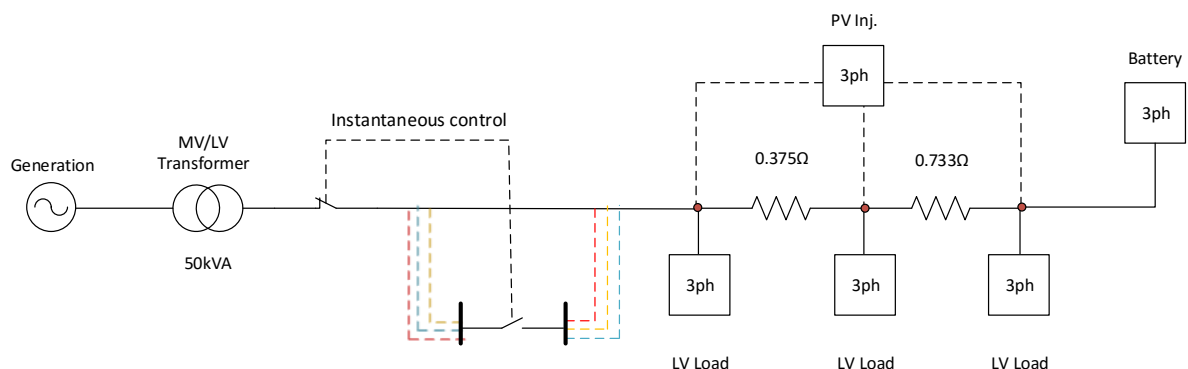 PV Inj.
3ph
Battery
3ph
Instantaneous control
MV/LV
Transformer
Generation
0.375Ω
0.733Ω
50kVA
3ph
3ph
3ph
LV Load
LV Load
LV Load